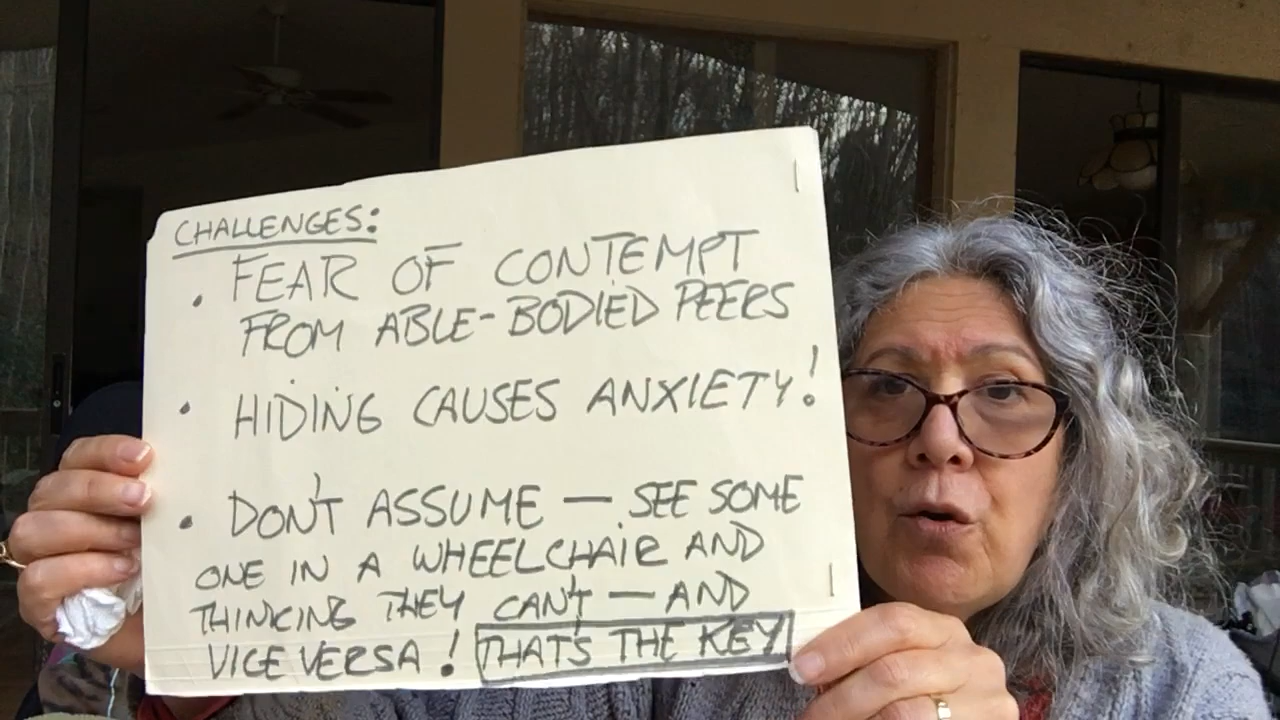 CHALLENGES:
• FEAR OF CONTEMPT
FROM ABLE-BODIED PEERS
• HIDING CAUSES ANXIETY!
• DON'T ASSUME — SEE SOME
ONE IN A WHEELCHAIR AND
THINKING THEY CAN'T — AND
VICE VERSA! THAT'S THE KEY